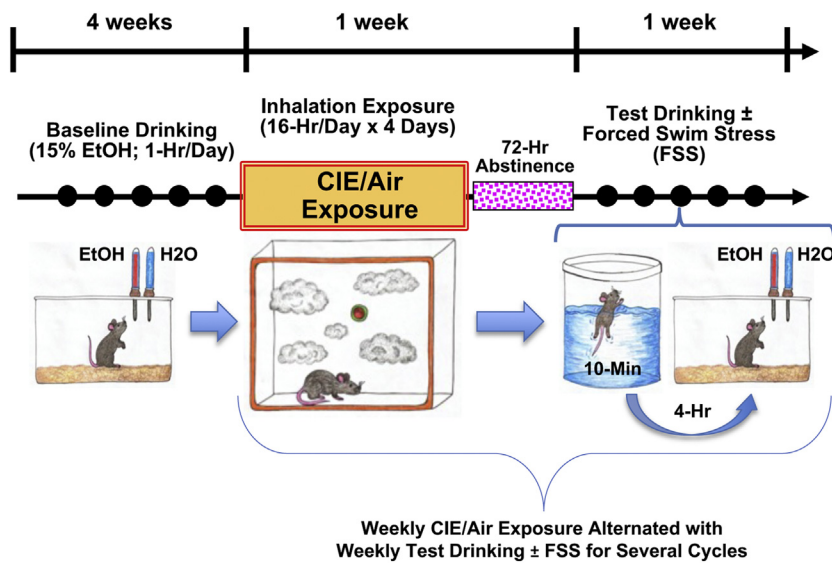 4 weeks
1 week
1 week
Baseline Drinking
(15% EtOH; 1-Hr/Day)
Inhalation Exposure
(16-Hr/Day x 4 Days)
72-Hr
Abstinence
Test Drinking ±
Forced Swim Stress
(FSS)
CIE/Air
Exposure
EtOH
H2O
EtOH
H2O
10-Min
4-Hr
Weekly CIE/Air Exposure Alternated with
Weekly Test Drinking ± FSS for Several Cycles